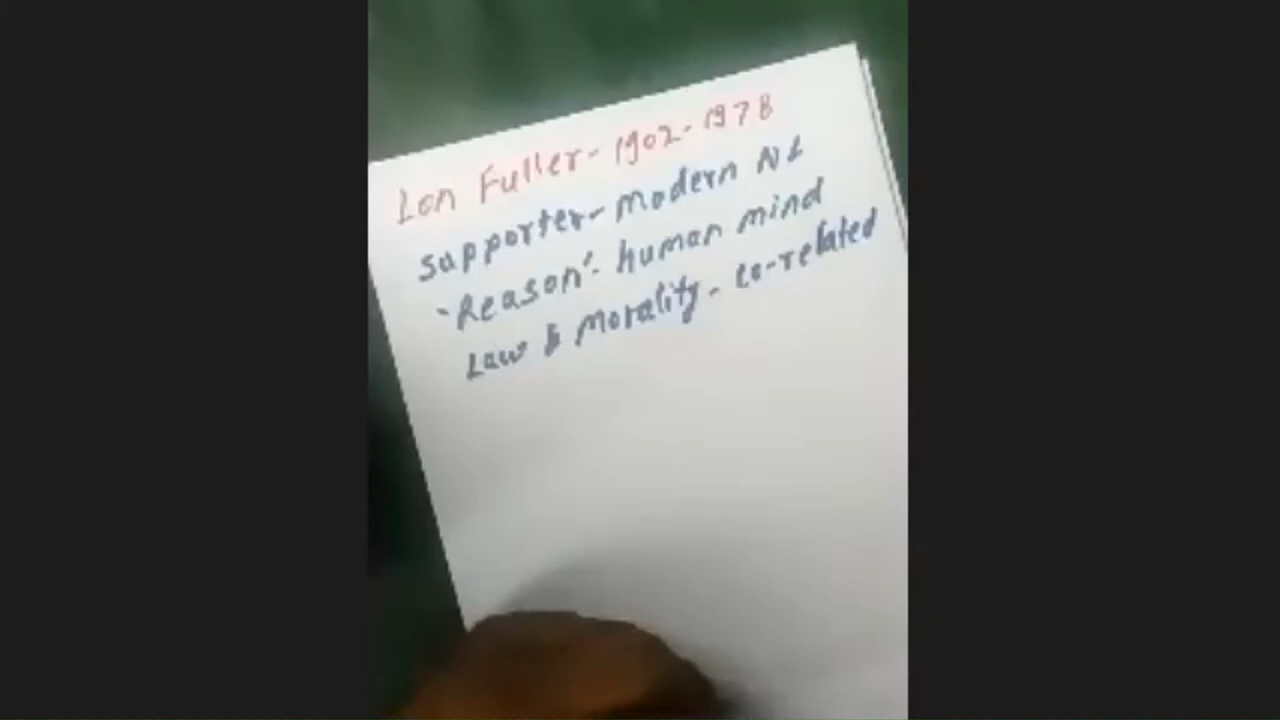 Lon Fuller- 1902-1978
supporter- Modern NL
"Reason"- human mind
Law & Morality- co-related